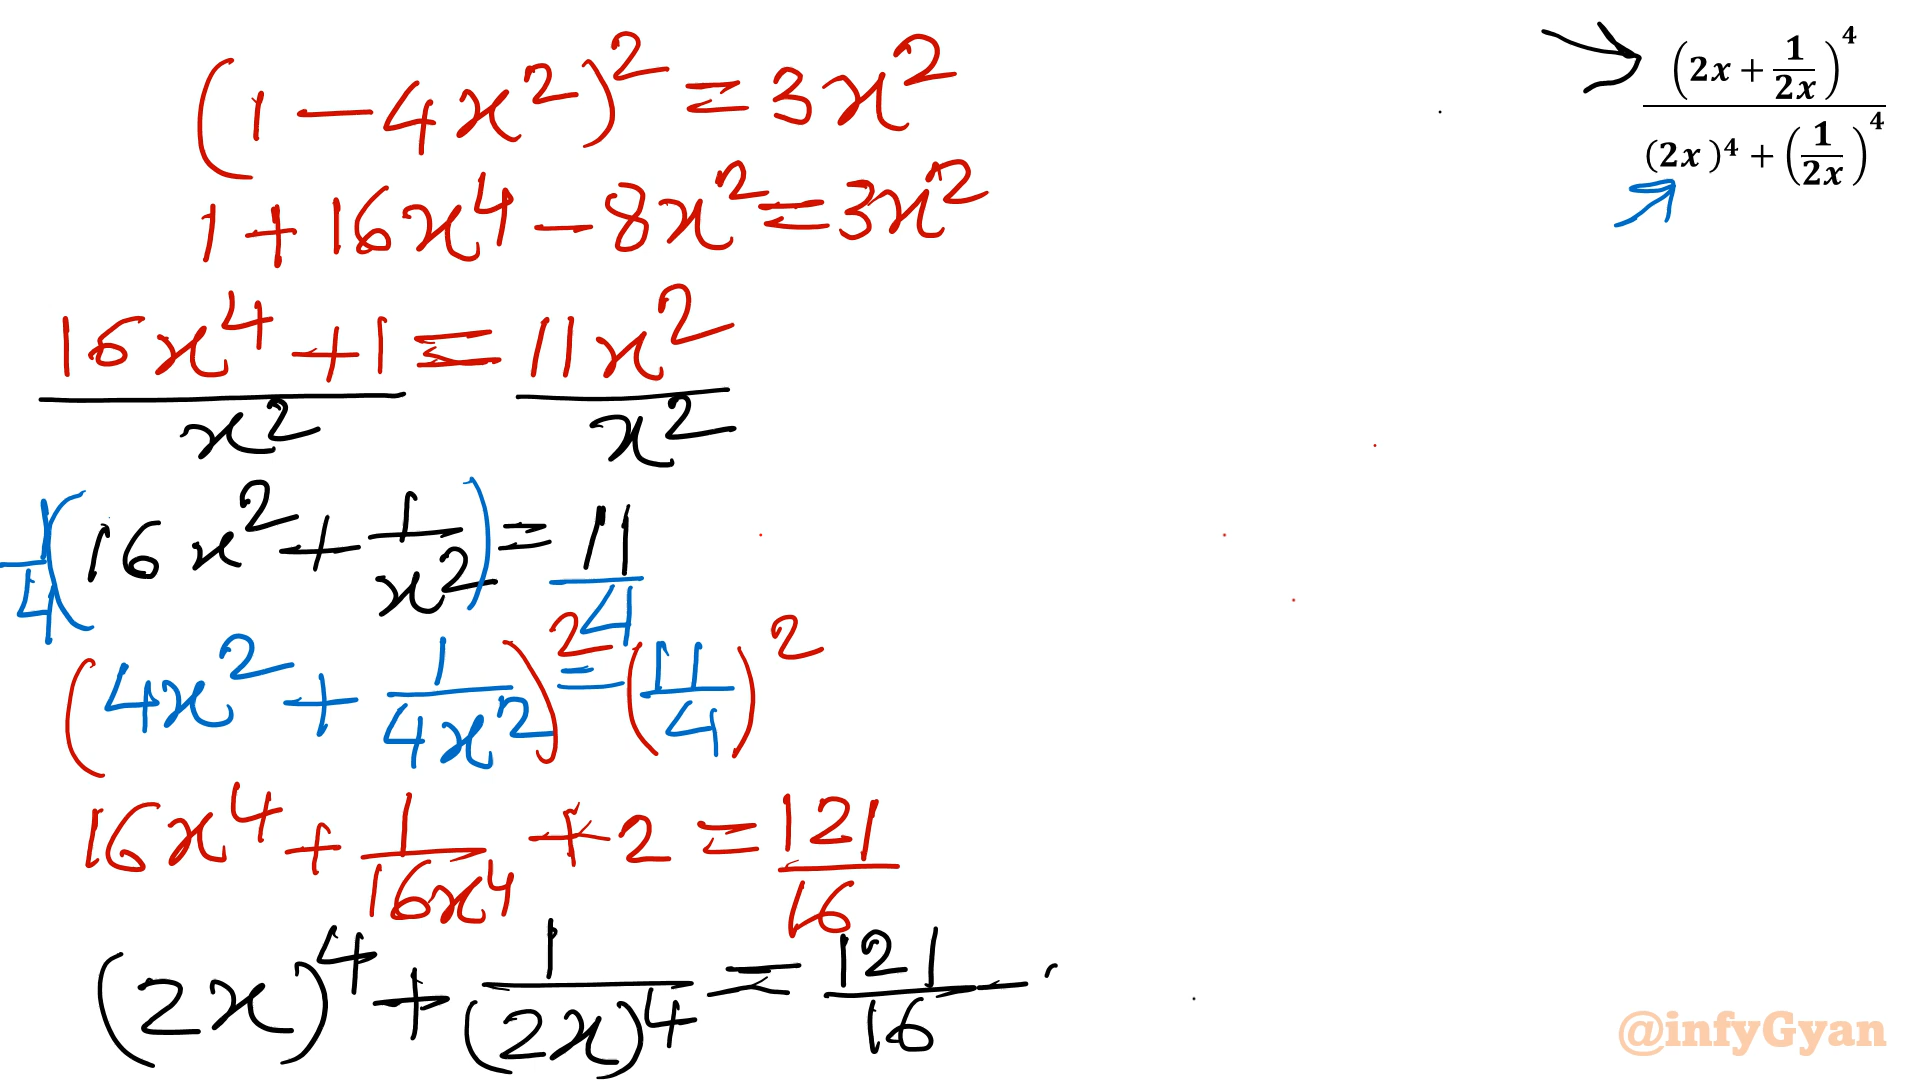 (1 − 4x²)² = 3x²
1 + 16x⁴ − 8x² = 3x²
(16x⁴ + 1)/x² = 11x²/x²
1/4 (16x² + 1/x²) = 11/4
(4x² + 1/4x²)² = (11/4)²
16x⁴ + 1/16x⁴ + 2 = 121/16
(2x)⁴ + 1/(2x)⁴ = 121/16 −
(2x + 1/2x)⁴
(2x)⁴ + (1/2x)⁴
@infyGyan